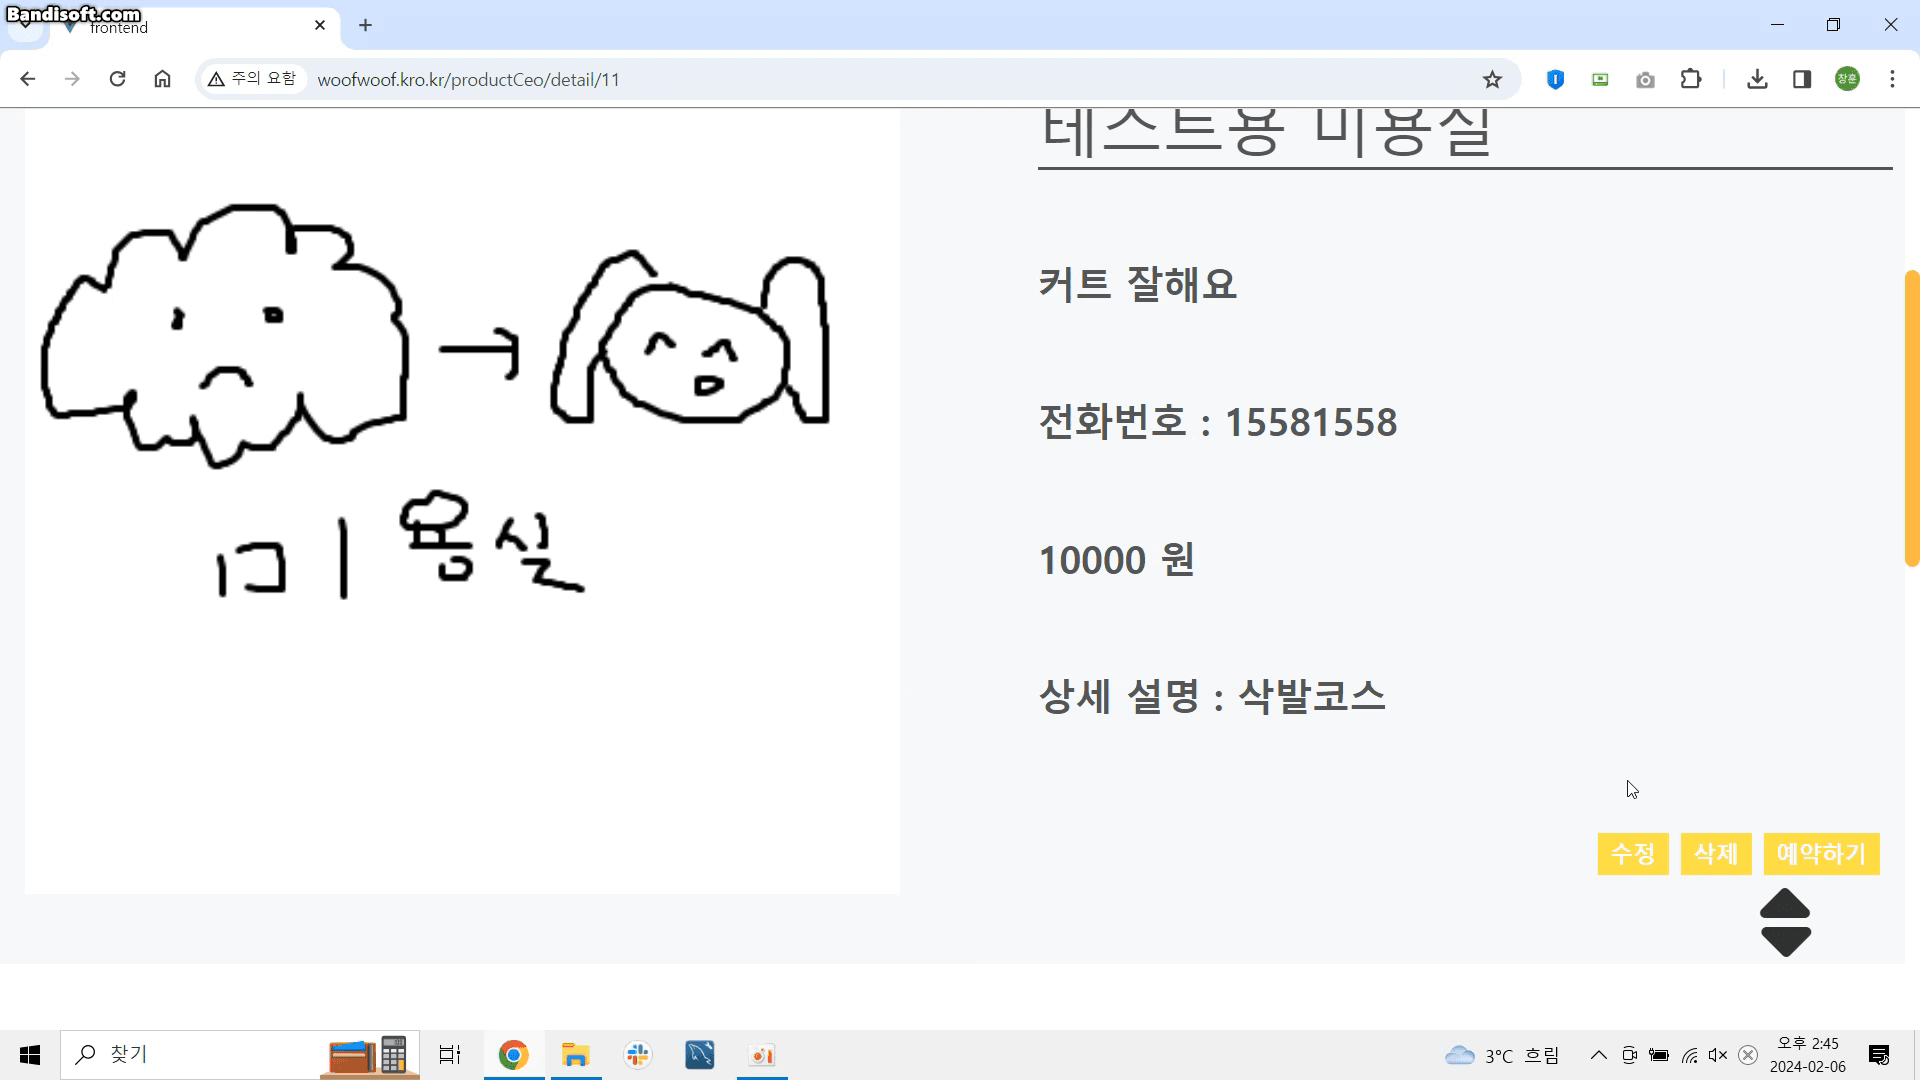 Bandisoft.com
frontend
주의 요함
woofwoof.kro.kr/productCeo/detail/11
창훈
테스트용 미용실
커트 잘해요
전화번호 : 15581558
10000 원
상세 설명 : 삭발코스
미용실
수정 삭제 예약하기
찾기
3°C 흐림
오후 2:45
2024-02-06